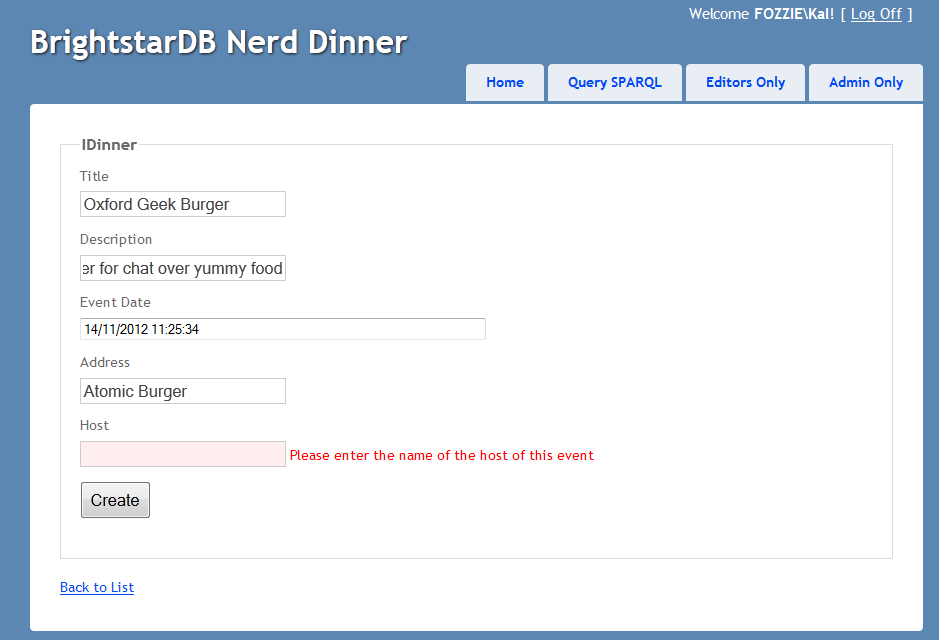 Welcome FOZZIE\Kal! [ Log Off ]
BrightstarDB Nerd Dinner
Home
Query SPARQL
Editors Only
Admin Only
IDinner
Title
Oxford Geek Burger
Description
er for chat over yummy food
Event Date
14/11/2012 11:25:34
Address
Atomic Burger
Host
Please enter the name of the host of this event
Create
Back to List